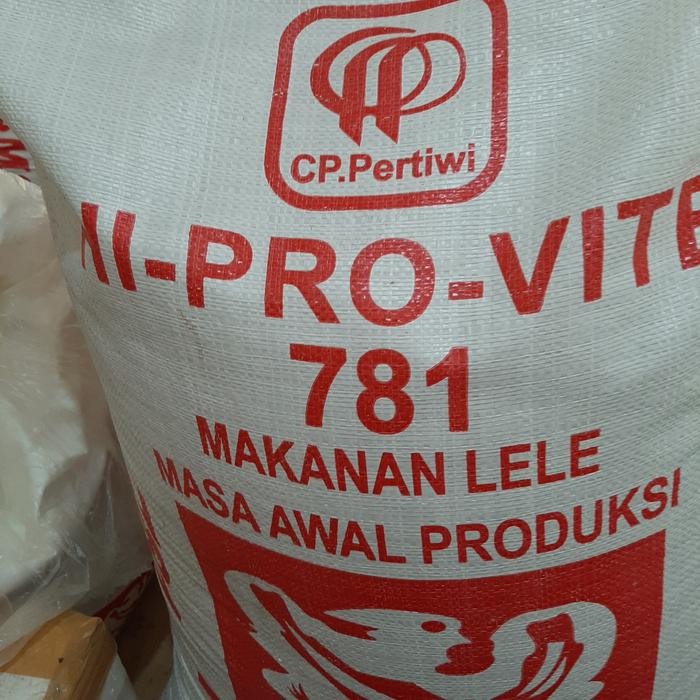 CP.Pertiwi
HI-PRO-VITE
781
MAKANAN LELE
MASA AWAL PRODUKSI